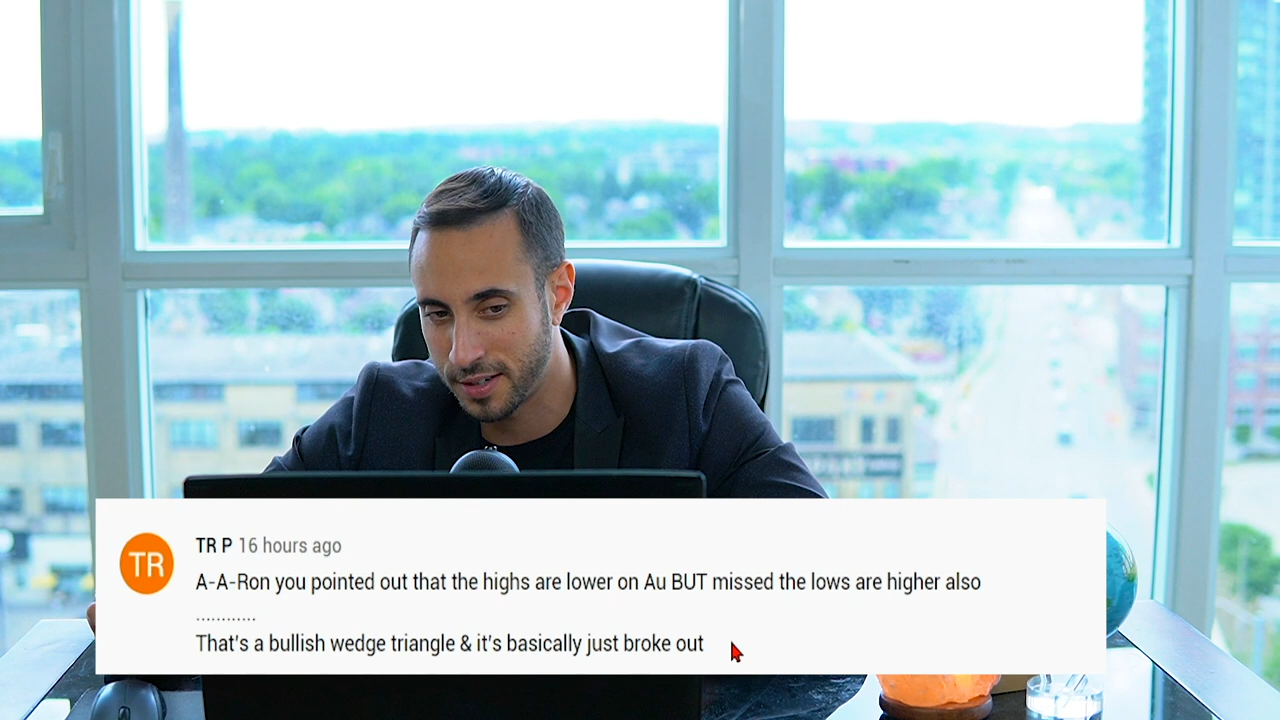 TR
TR P 16 hours ago
A-A-Ron you pointed out that the highs are lower on Au BUT missed the lows are higher also
............
That's a bullish wedge triangle & it's basically just broke out